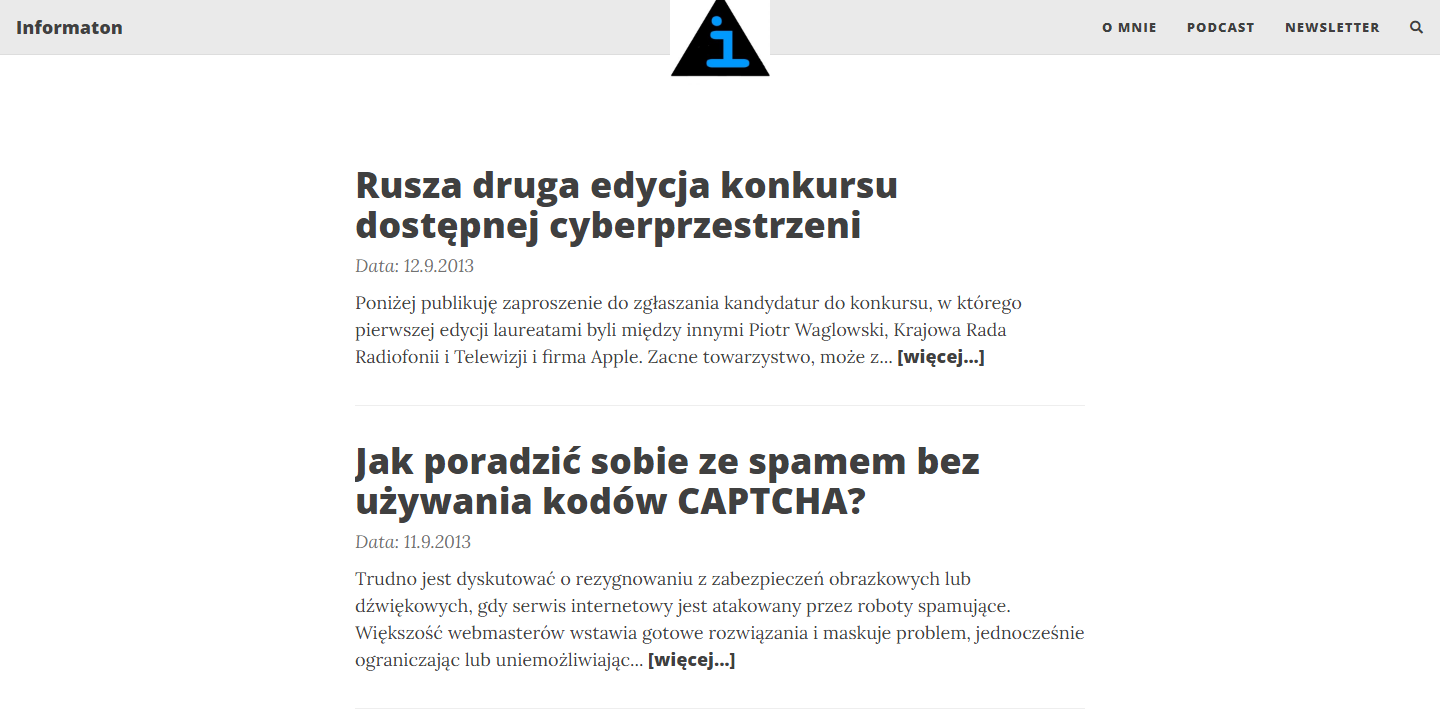 Informaton
i
O MNIE
PODCAST
NEWSLETTER
Rusza druga edycja konkursu
dostępnej cyberprzestrzeni
Data: 12.9.2013
Poniżej publikuję zaproszenie do zgłaszania kandydatur do konkursu, w którego
pierwszej edycji laureatami byli między innymi Piotr Waglowski, Krajowa Rada
Radiofonii i Telewizji i firma Apple. Zacne towarzystwo, może z... [więcej...]
Jak poradzić sobie ze spamem bez
używania kodów CAPTCHA?
Data: 11.9.2013
Trudno jest dyskutować o rezygnowaniu z zabezpieczeń obrazkowych lub
dźwiękowych, gdy serwis internetowy jest atakowany przez roboty spamujące.
Większość webmasterów wstawia gotowe rozwiązania i maskuje problem, jednocześnie
ograniczając lub uniemożliwiając... [więcej...]